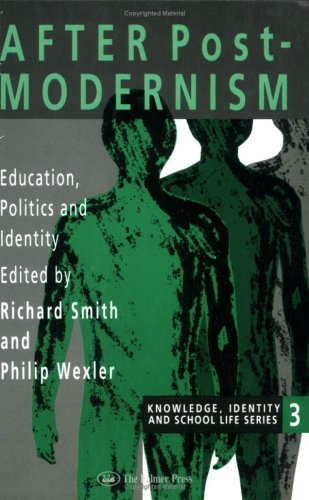 AFTER Post-
MODERNISM
Education,
Politics and
Identity
Edited by
Richard Smith
and
Philip Wexler
KNOWLEDGE, IDENTITY
AND SCHOOL LIFE SERIES 3
The Falmer Press